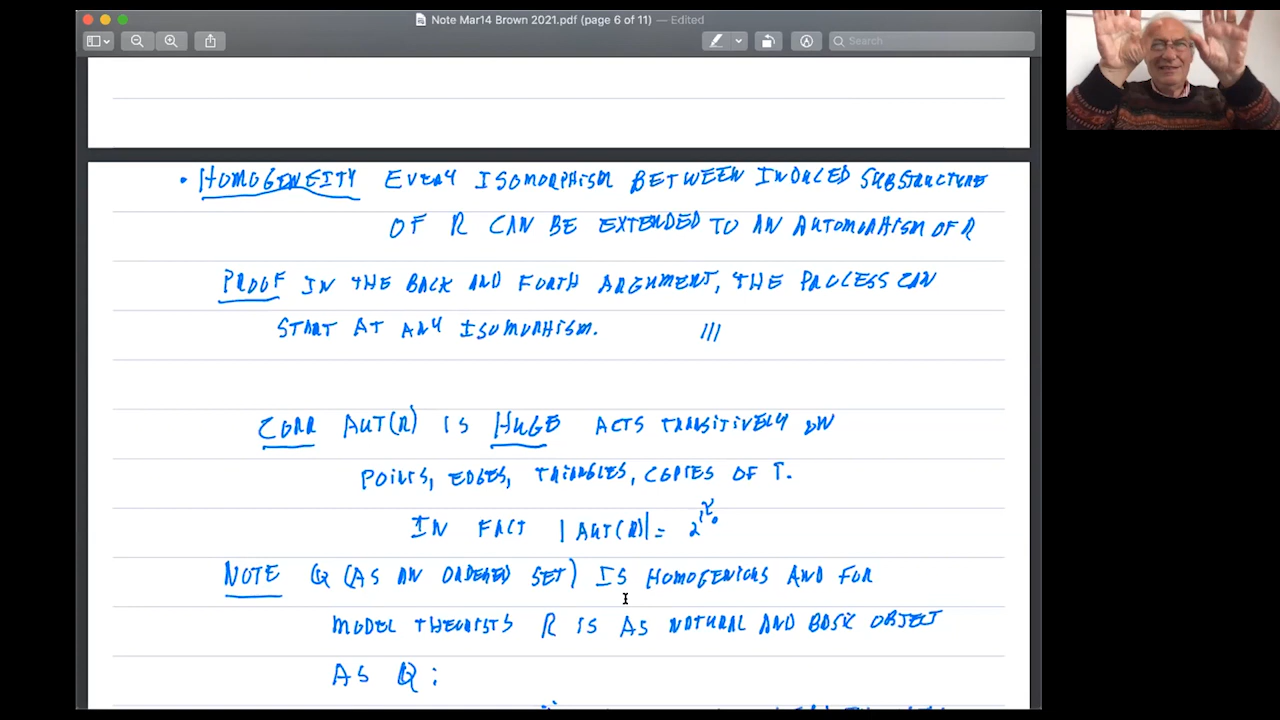 Note Mar14 Brown 2021.pdf (page 6 of 11) — Edited
Search
• HOMOGENEITY EVERY ISOMORPHISM BETWEEN INDUCED SUBSTRUCTURE
OF R CAN BE EXTENDED TO AN AUTOMORPHISM OF R
PROOF IN THE BACK AND FORTH ARGUMENT, THE PROCESS CAN
START AT ANY ISOMORPHISM. ///
CORR AUT(R) IS HUGE ACTS TRANSITIVELY ON
POINTS, EDGES, TRIANGLES, COPIES OF T.
IN FACT |AUT(R)| = 2^ℵ₀
NOTE Q (AS AN ORDERED SET) IS HOMOGENIOUS AND FOR
MODEL THEORISTS R IS AS NATURAL AND BASIC OBJECT
AS Q: